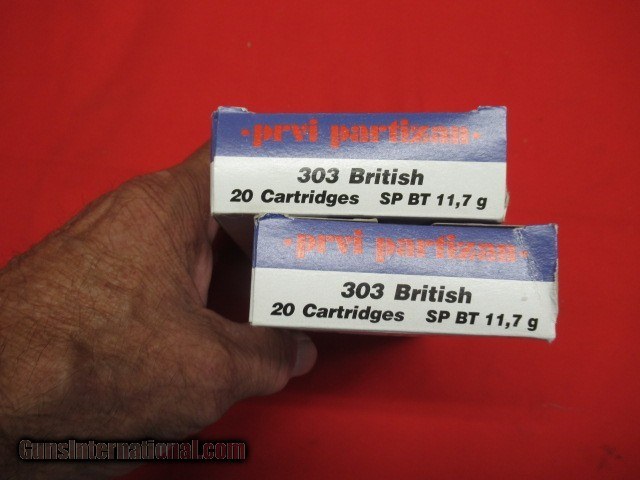 ·prvi partizan·
303 British
20 Cartridges SP BT 11,7 g
·prvi partizan·
303 British
20 Cartridges SP BT 11,7 g
GunsInternational.com